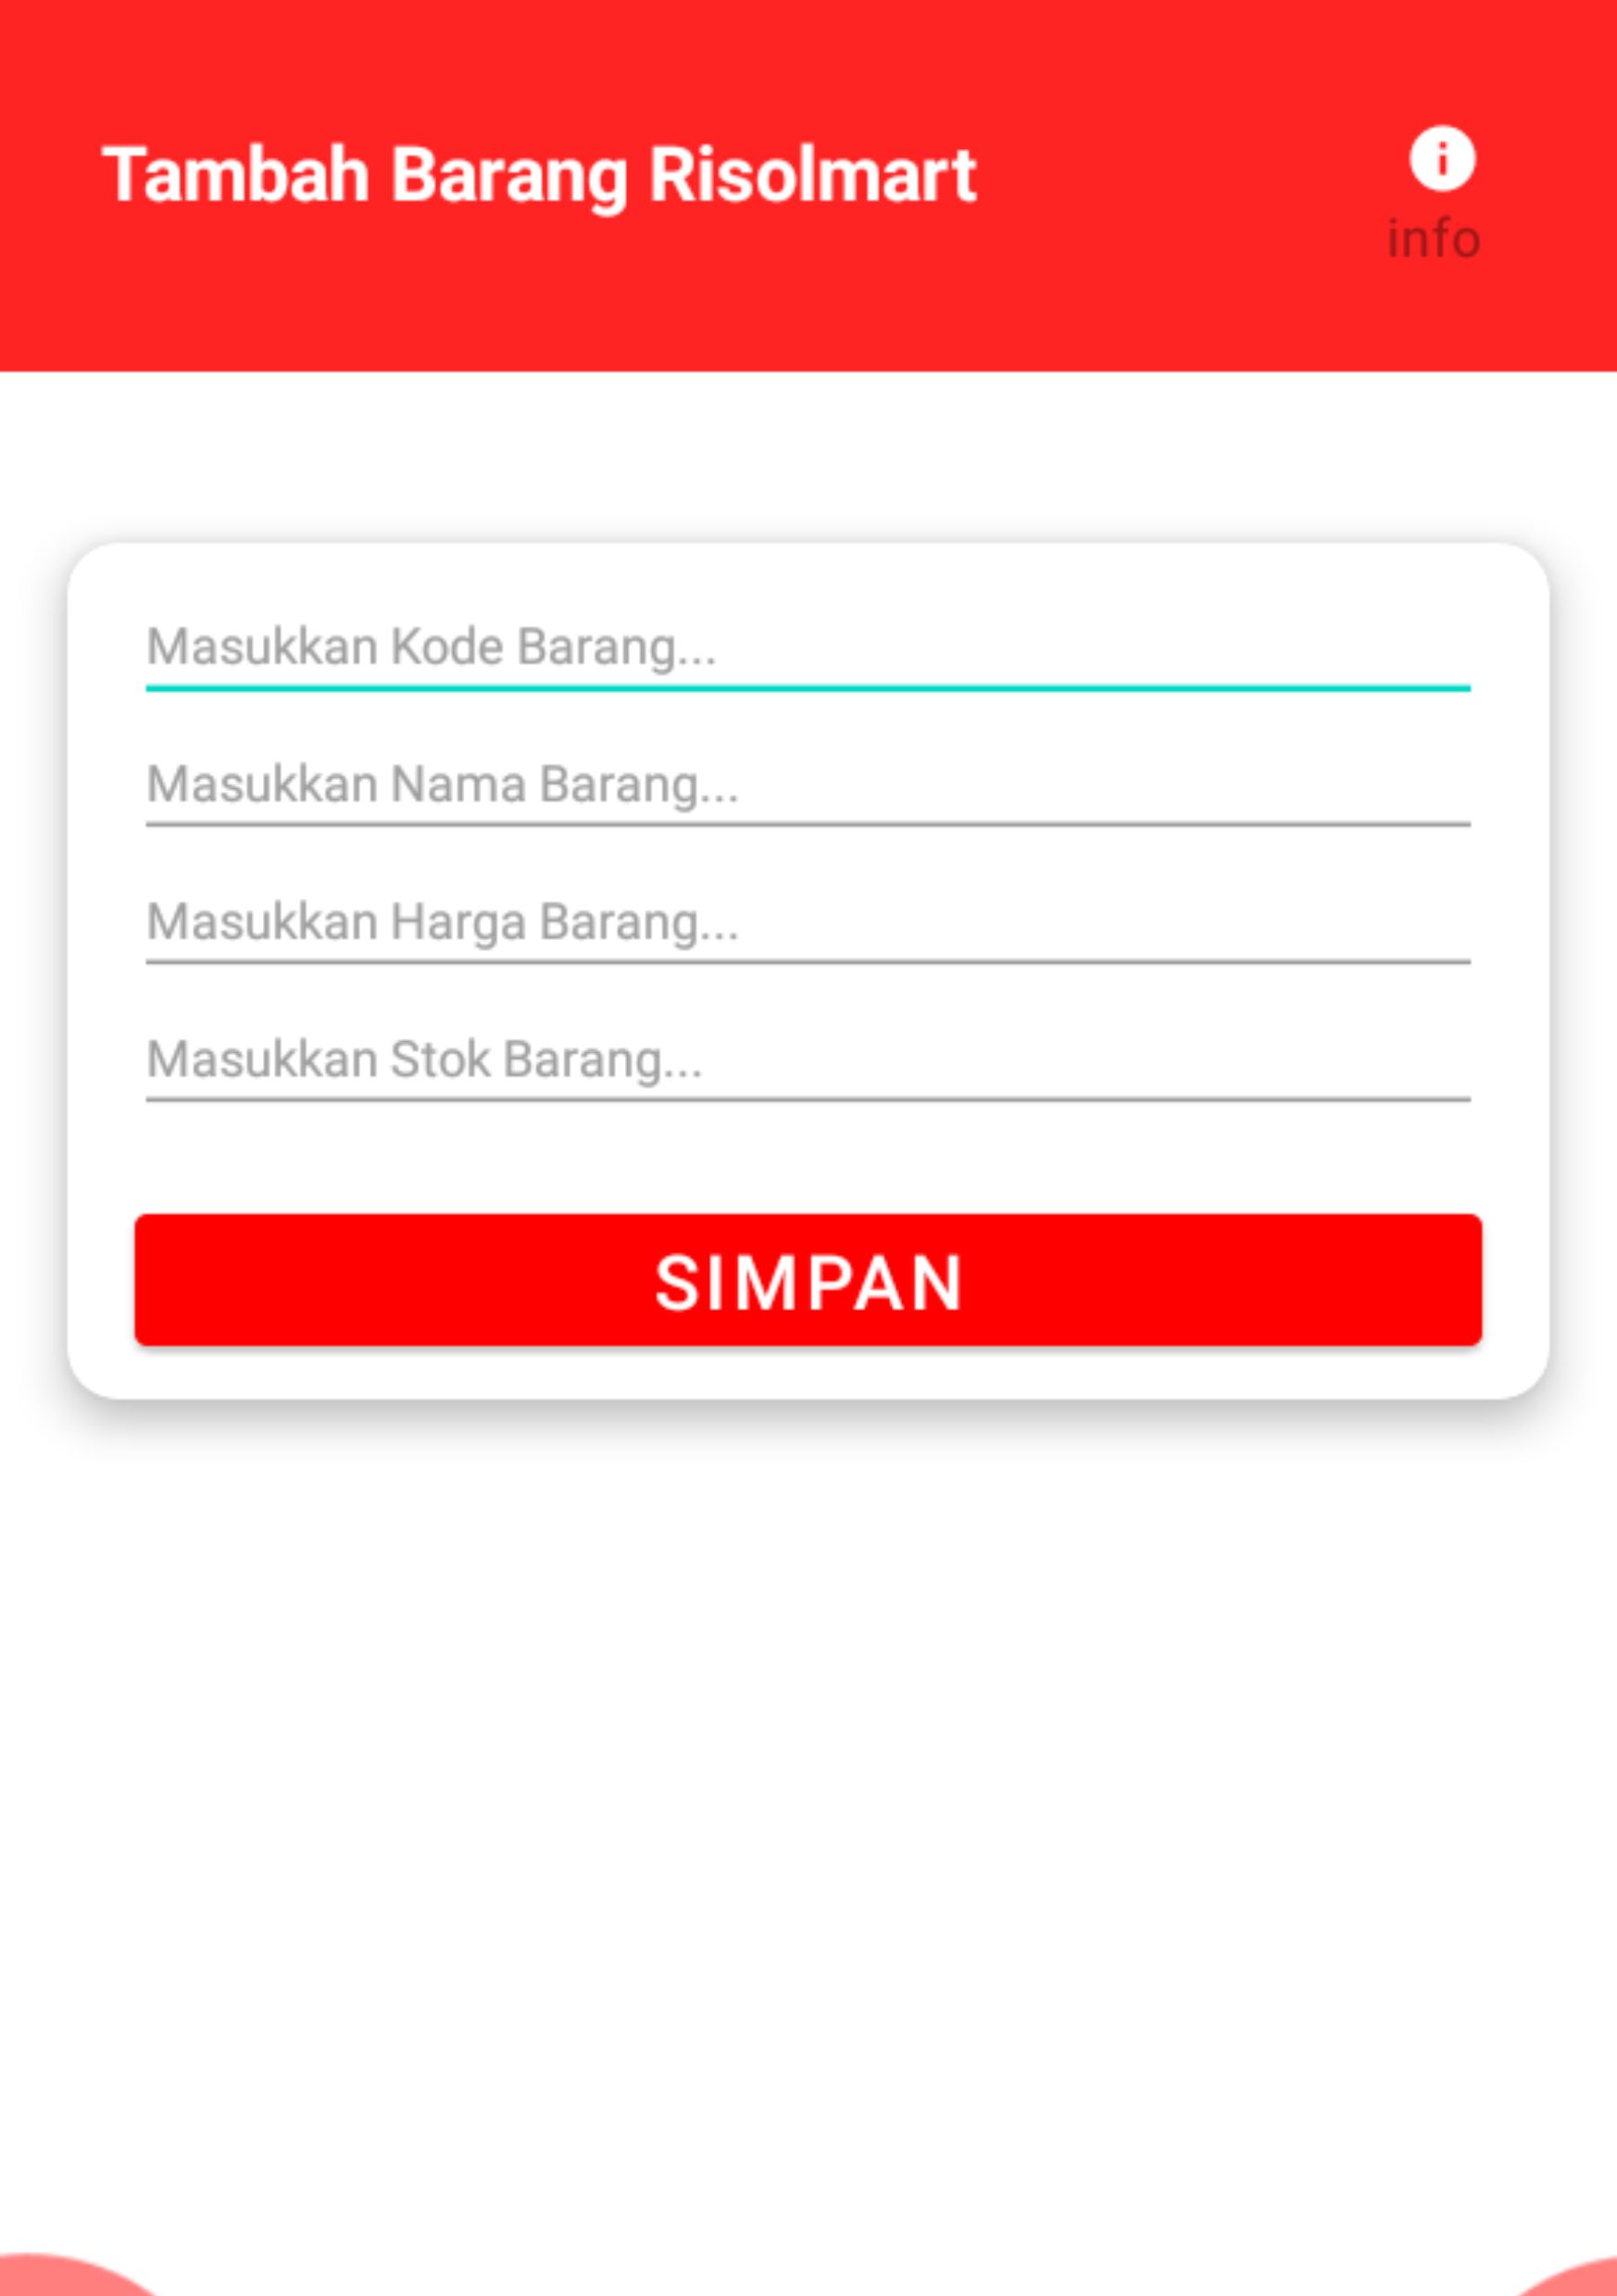 Tambah Barang Risolmart
info
Masukkan Kode Barang...
Masukkan Nama Barang...
Masukkan Harga Barang...
Masukkan Stok Barang...
SIMPAN